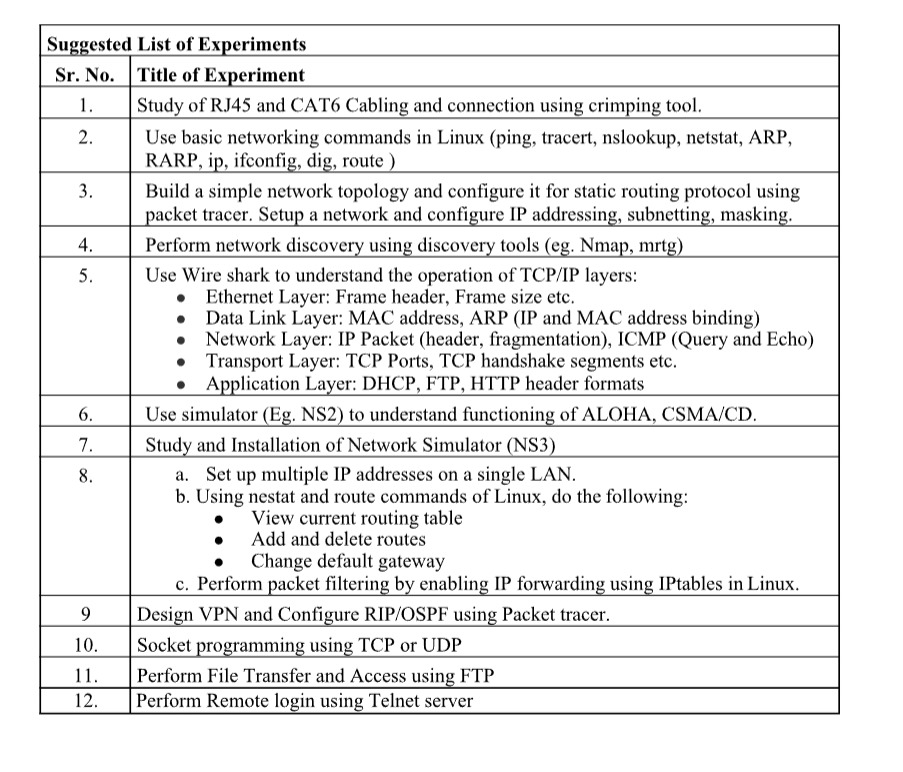 Suggested List of Experiments
Sr. No. Title of Experiment
1. Study of RJ45 and CAT6 Cabling and connection using crimping tool.
2. Use basic networking commands in Linux (ping, tracert, nslookup, netstat, ARP,
RARP, ip, ifconfig, dig, route )
3. Build a simple network topology and configure it for static routing protocol using
packet tracer. Setup a network and configure IP addressing, subnetting, masking.
4. Perform network discovery using discovery tools (eg. Nmap, mrtg)
5. Use Wire shark to understand the operation of TCP/IP layers:
● Ethernet Layer: Frame header, Frame size etc.
● Data Link Layer: MAC address, ARP (IP and MAC address binding)
● Network Layer: IP Packet (header, fragmentation), ICMP (Query and Echo)
● Transport Layer: TCP Ports, TCP handshake segments etc.
● Application Layer: DHCP, FTP, HTTP header formats
6. Use simulator (Eg. NS2) to understand functioning of ALOHA, CSMA/CD.
7. Study and Installation of Network Simulator (NS3)
8. a. Set up multiple IP addresses on a single LAN.
b. Using nestat and route commands of Linux, do the following:
● View current routing table
● Add and delete routes
● Change default gateway
c. Perform packet filtering by enabling IP forwarding using IPtables in Linux.
9 Design VPN and Configure RIP/OSPF using Packet tracer.
10. Socket programming using TCP or UDP
11. Perform File Transfer and Access using FTP
12. Perform Remote login using Telnet server